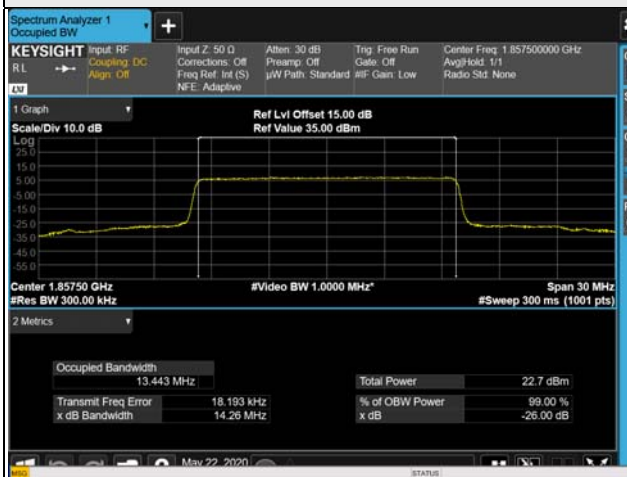 Spectrum Analyzer 1
Occupied BW
+
KEYSIGHT Input: RF Input Z: 50 Ω Atten: 30 dB Trig: Free Run Center Freq: 1.857500000 GHz
RL Coupling: DC Corrections: Off Preamp: Off Gate: Off Avg|Hold: 1/1
Align: Off Freq Ref: Int (S) µW Path: Standard #IF Gain: Low Radio Std: None
LXI NFE: Adaptive
1 Graph
Ref Lvl Offset 15.00 dB
Scale/Div 10.0 dB Ref Value 35.00 dBm
Log
25.0
15.0
5.00
-5.00
-15.0
-25.0
-35.0
-45.0
-55.0
Center 1.85750 GHz #Video BW 1.0000 MHz* Span 30 MHz
#Res BW 300.00 kHz #Sweep 300 ms (1001 pts)
2 Metrics
Occupied Bandwidth
13.443 MHz Total Power 22.7 dBm
Transmit Freq Error 18.193 kHz % of OBW Power 99.00 %
x dB Bandwidth 14.26 MHz x dB -26.00 dB
May 22, 2020
MSG STATUS